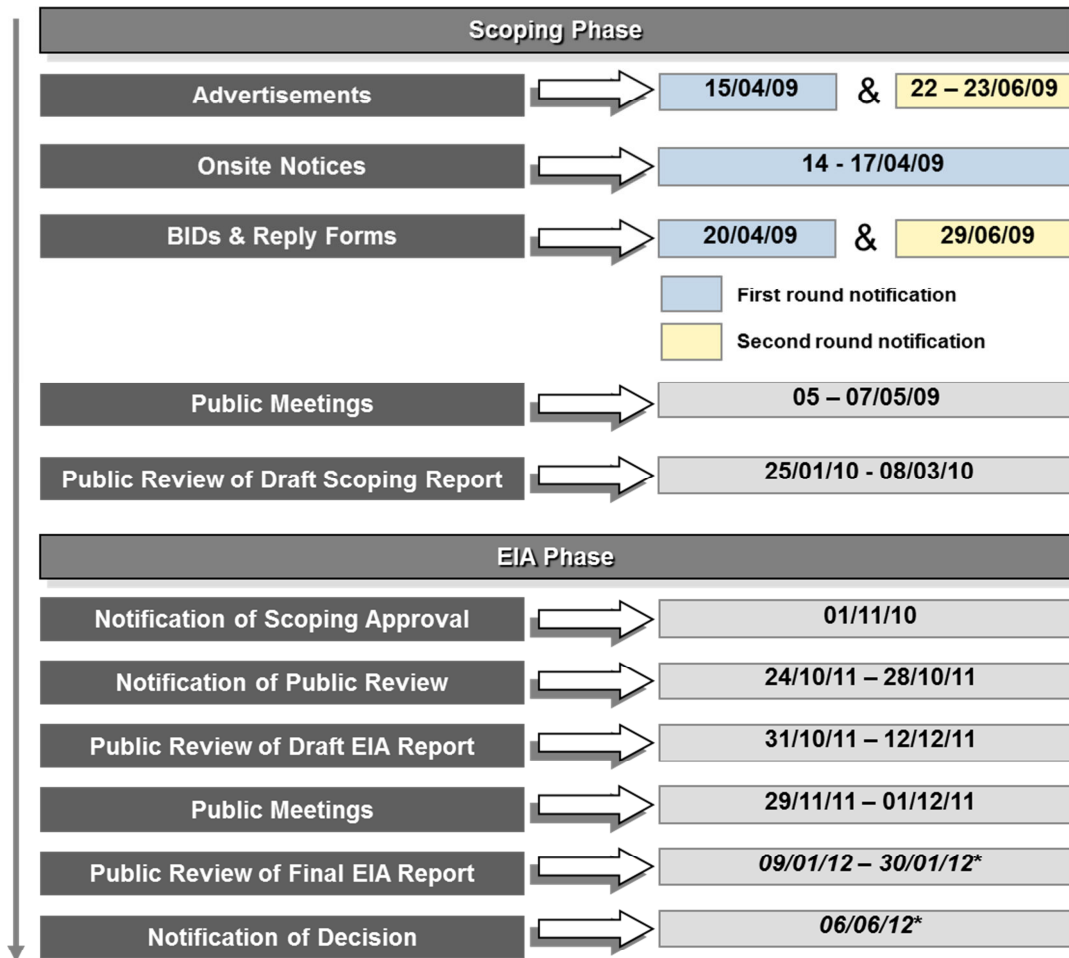 Scoping Phase
Advertisements 15/04/09 & 22 – 23/06/09
Onsite Notices 14 - 17/04/09
BIDs & Reply Forms 20/04/09 & 29/06/09
First round notification
Second round notification
Public Meetings 05 – 07/05/09
Public Review of Draft Scoping Report 25/01/10 - 08/03/10
EIA Phase
Notification of Scoping Approval 01/11/10
Notification of Public Review 24/10/11 – 28/10/11
Public Review of Draft EIA Report 31/10/11 – 12/12/11
Public Meetings 29/11/11 – 01/12/11
Public Review of Final EIA Report 09/01/12 – 30/01/12*
Notification of Decision 06/06/12*